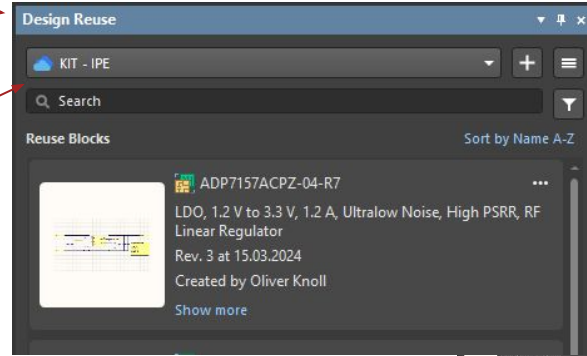 Design Reuse
KIT - IPE
Search
Reuse Blocks
Sort by Name A-Z
ADP7157ACPZ-04-R7
LDO, 1.2 V to 3.3 V, 1.2 A, Ultralow Noise, High PSRR, RF
Linear Regulator
Rev. 3 at 15.03.2024
Created by Oliver Knoll
Show more